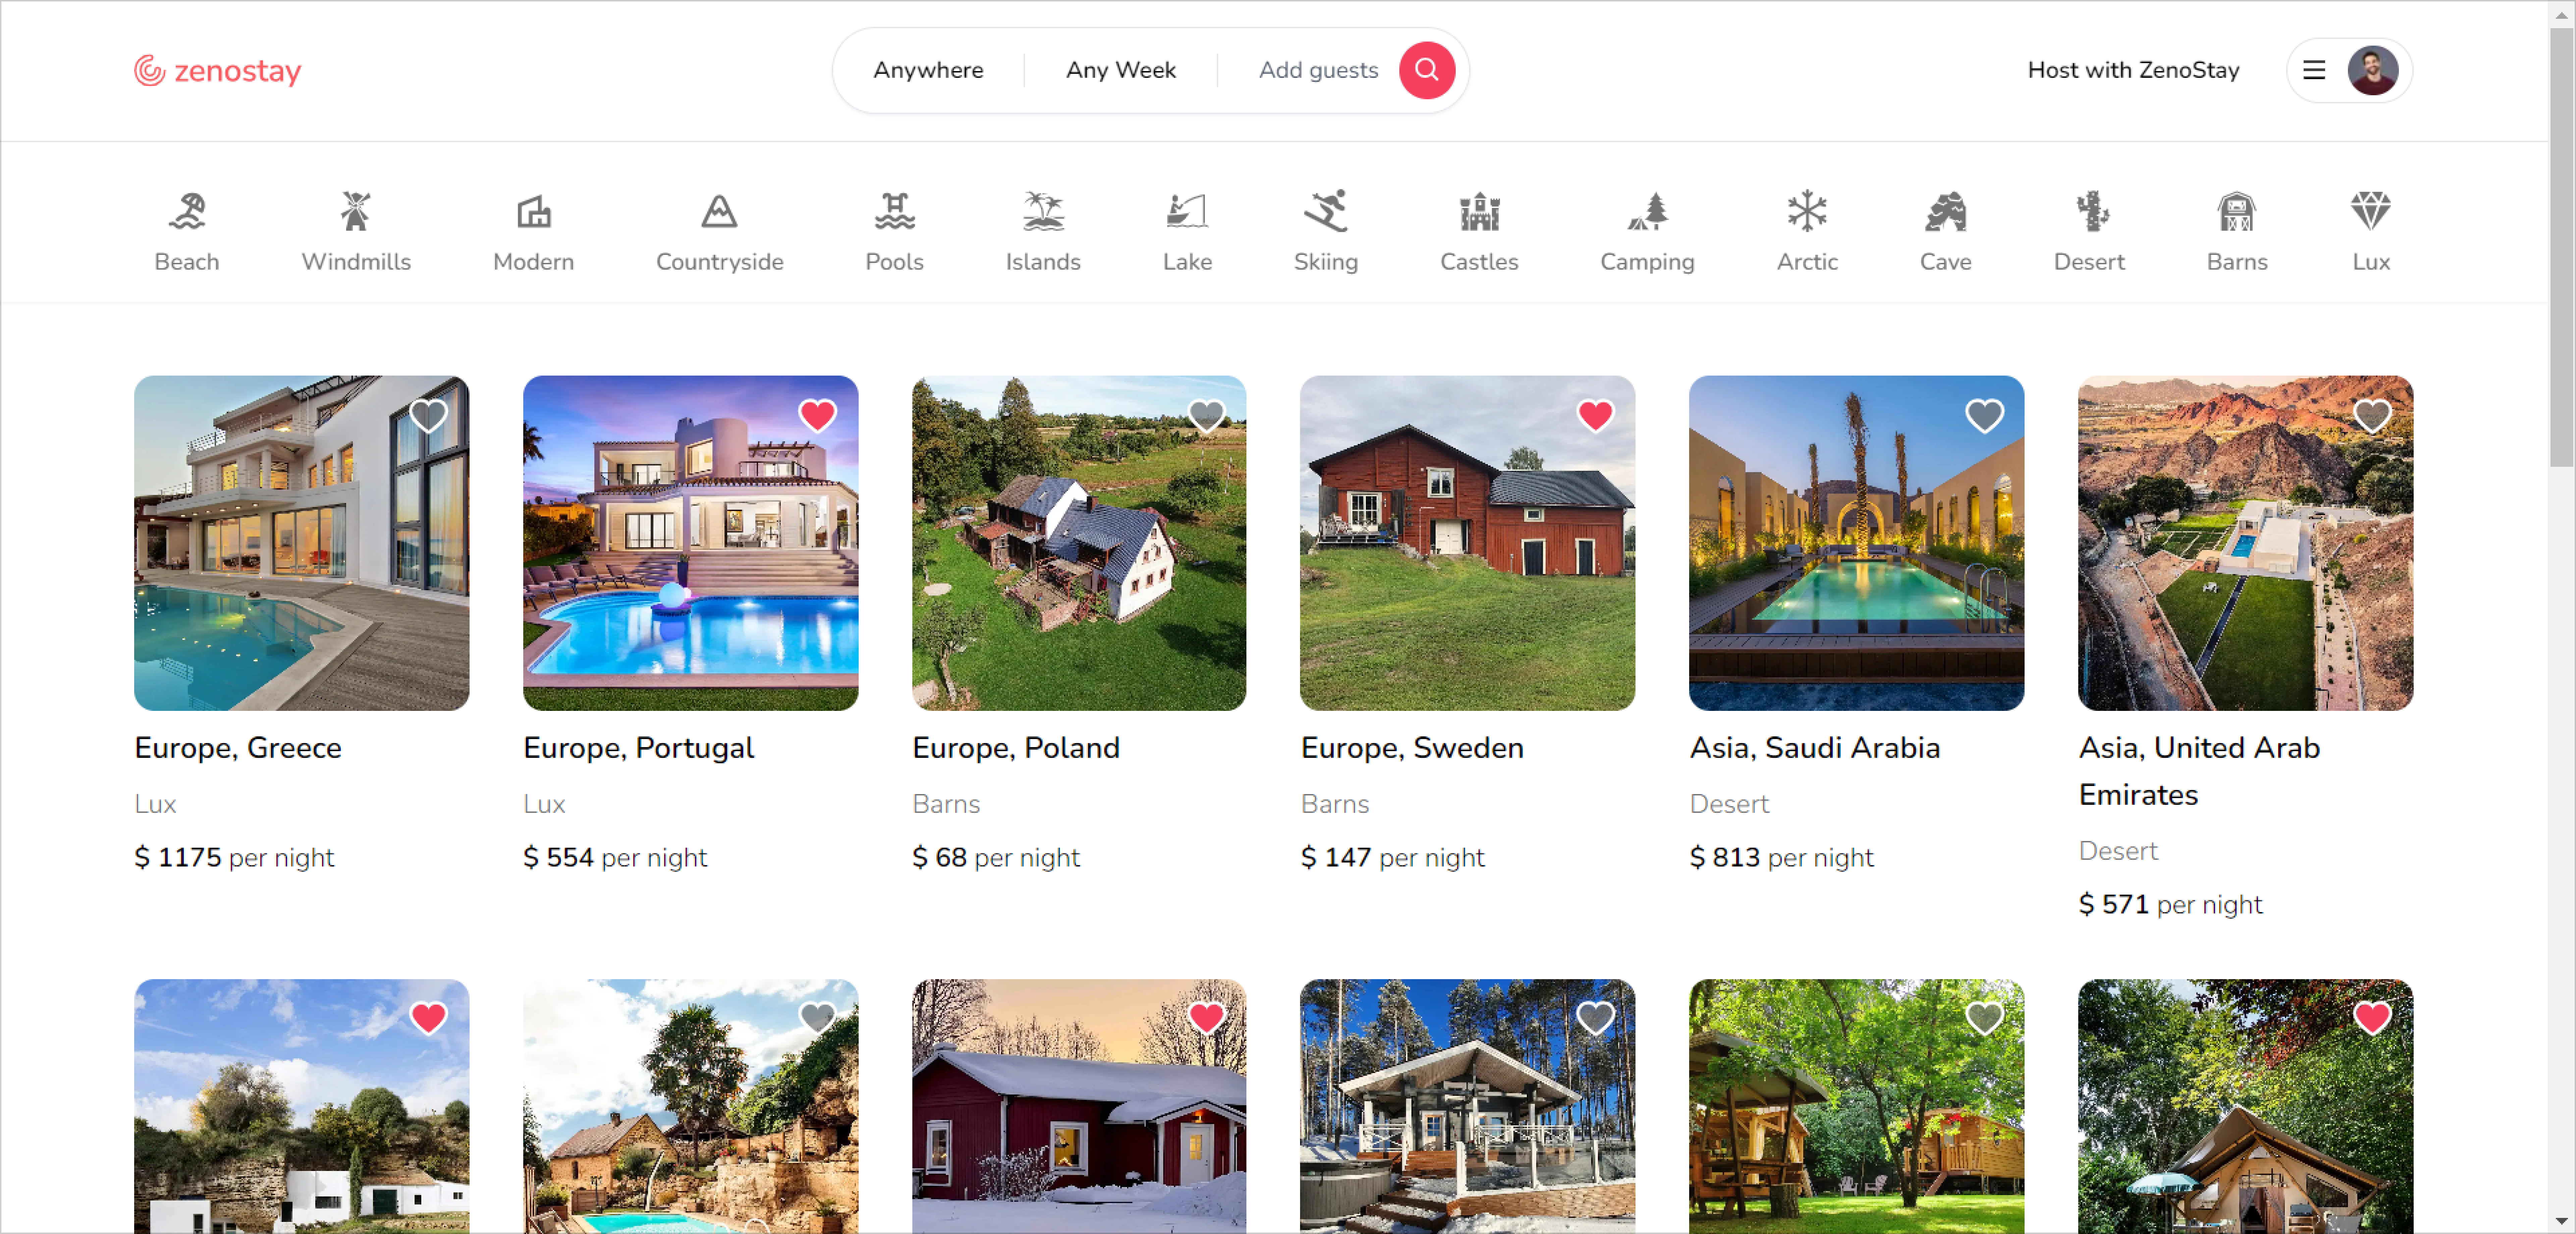 zenostay
Anywhere
Any Week
Add guests
Host with ZenoStay
Beach
Windmills
Modern
Countryside
Pools
Islands
Lake
Skiing
Castles
Camping
Arctic
Cave
Desert
Barns
Lux
Europe, Greece
Lux
$ 1175 per night
Europe, Portugal
Lux
$ 554 per night
Europe, Poland
Barns
$ 68 per night
Europe, Sweden
Barns
$ 147 per night
Asia, Saudi Arabia
Desert
$ 813 per night
Asia, United Arab
Emirates
Desert
$ 571 per night